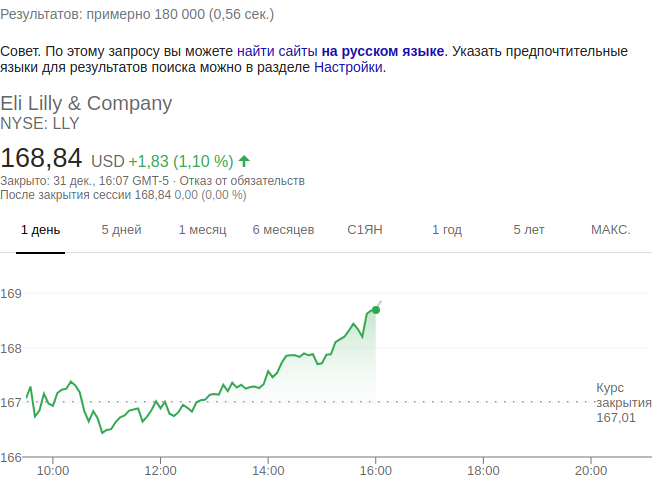 Результатов: примерно 180 000 (0,56 сек.)
Совет. По этому запросу вы можете найти сайты на русском языке. Указать предпочтительные
языки для результатов поиска можно в разделе Настройки.
Eli Lilly & Company
NYSE: LLY
168,84 USD +1,83 (1,10 %)
Закрыто: 31 дек., 16:07 GMT-5 · Отказ от обязательств
После закрытия сессии 168,84 0,00 (0,00 %)
1 день 5 дней 1 месяц 6 месяцев С1ЯН 1 год 5 лет МАКС.
169
168
167
166
Курс
закрытия
167,01
10:00 12:00 14:00 16:00 18:00 20:00